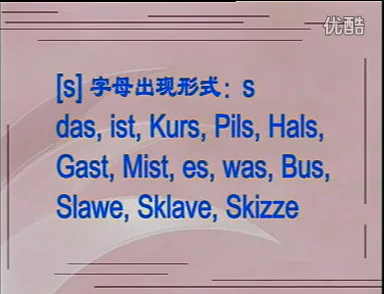 优酷
[s] 字母出现形式：s
das, ist, Kurs, Pils, Hals,
Gast, Mist, es, was, Bus,
Slawe, Sklave, Skizze